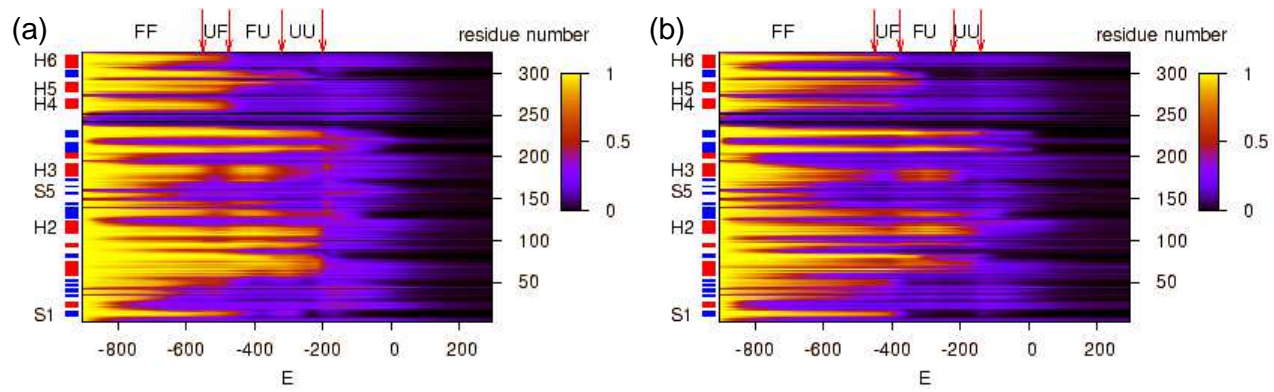 (a)
FF UF FU UU
residue number
H6
H5
H4
H3
S5
H2
S1
1
0.5
0
300
250
200
150
100
50
-800 -600 -400 -200 0 200
E
(b)
FF UF FU UU
residue number
H6
H5
H4
H3
S5
H2
S1
1
0.5
0
300
250
200
150
100
50
-800 -600 -400 -200 0 200
E